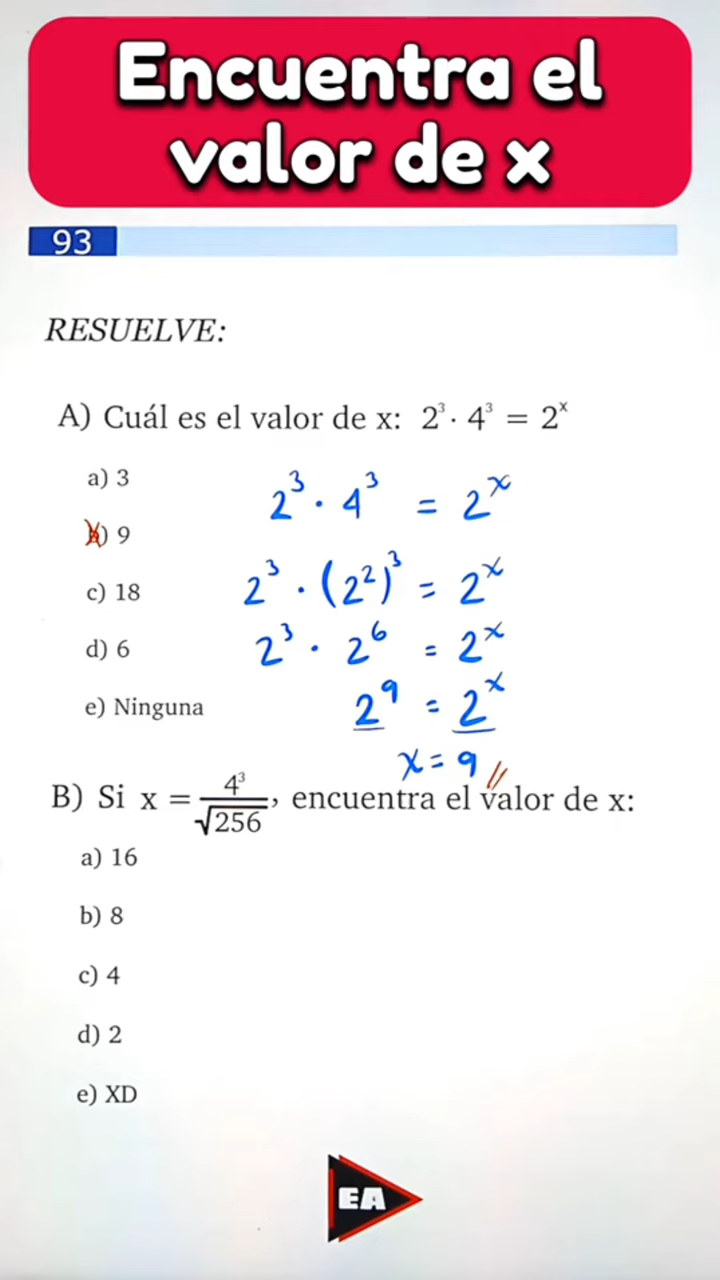 Encuentra el
valor de x
93
RESUELVE:
A) Cuál es el valor de x: 2³ · 4³ = 2ˣ
a) 3
b) 9
c) 18
d) 6
e) Ninguna
2³ · 4³ = 2ˣ
2³ · (2²)³ = 2ˣ
2³ · 2⁶ = 2ˣ
2⁹ = 2ˣ
x = 9 //
B) Si x = 4³/√256, encuentra el valor de x:
a) 16
b) 8
c) 4
d) 2
e) XD
EA